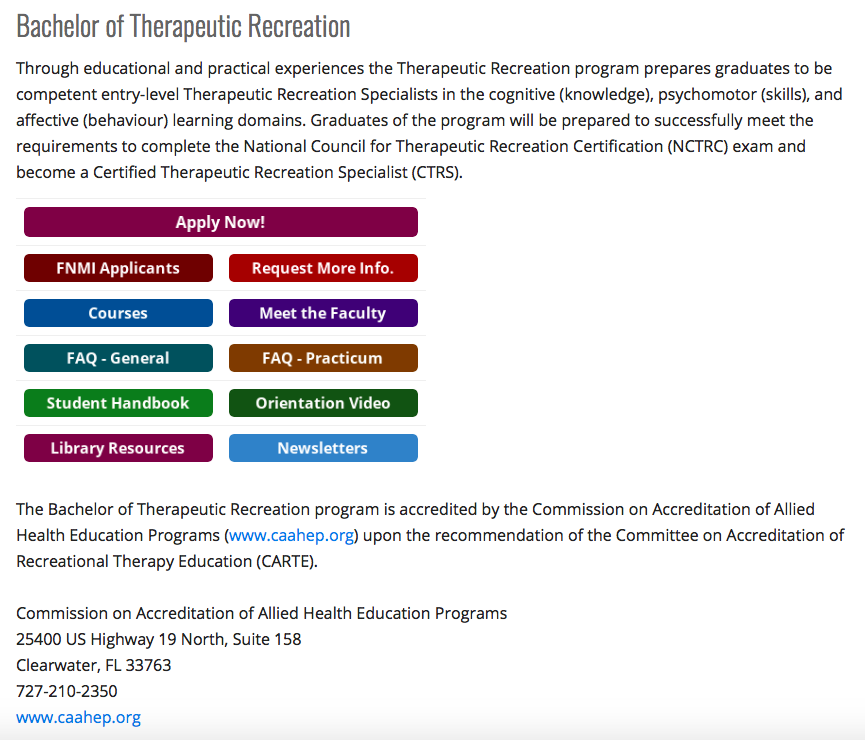 Bachelor of Therapeutic Recreation
Through educational and practical experiences the Therapeutic Recreation program prepares graduates to be
competent entry-level Therapeutic Recreation Specialists in the cognitive (knowledge), psychomotor (skills), and
affective (behaviour) learning domains. Graduates of the program will be prepared to successfully meet the
requirements to complete the National Council for Therapeutic Recreation Certification (NCTRC) exam and
become a Certified Therapeutic Recreation Specialist (CTRS).
Apply Now!
FNMI Applicants
Request More Info.
Courses
Meet the Faculty
FAQ - General
FAQ - Practicum
Student Handbook
Orientation Video
Library Resources
Newsletters
The Bachelor of Therapeutic Recreation program is accredited by the Commission on Accreditation of Allied
Health Education Programs (www.caahep.org) upon the recommendation of the Committee on Accreditation of
Recreational Therapy Education (CARTE).
Commission on Accreditation of Allied Health Education Programs
25400 US Highway 19 North, Suite 158
Clearwater, FL 33763
727-210-2350
www.caahep.org